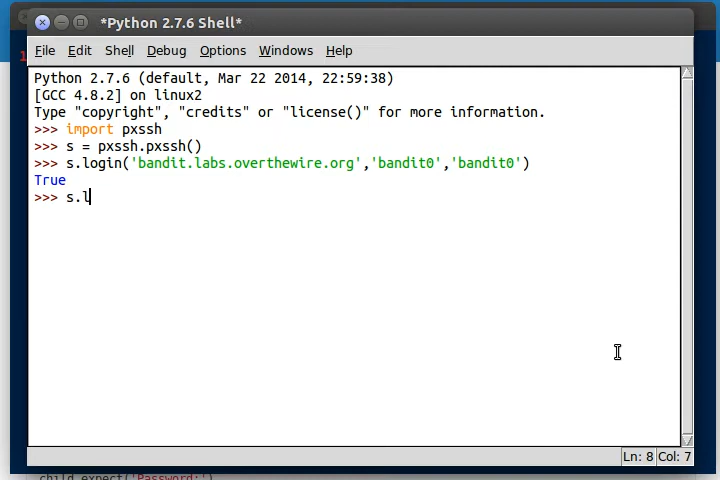 *Python 2.7.6 Shell*
File Edit Shell Debug Options Windows Help
1
Python 2.7.6 (default, Mar 22 2014, 22:59:38)
[GCC 4.8.2] on linux2
Type "copyright", "credits" or "license()" for more information.
>>> import pxssh
>>> s = pxssh.pxssh()
>>> s.login('bandit.labs.overthewire.org','bandit0','bandit0')
True
>>> s.l
Ln: 8 Col: 7
child.expect('Password:')